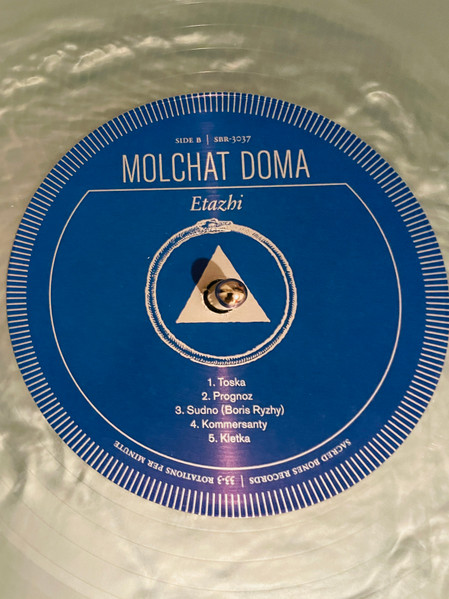 SIDE B | SBR-3037
MOLCHAT DOMA
Etazhi
1. Toska
2. Prognoz
3. Sudno (Boris Ryzhy)
4. Kommersanty
5. Kletka
SACRED BONES RECORDS | 33.3 ROTATIONS PER MINUTE